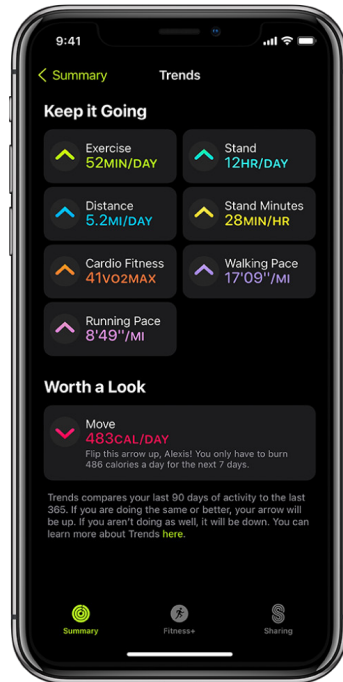 9:41
Summary
Trends
Keep it Going
Exercise
52MIN/DAY
Stand
12HR/DAY
Distance
5.2MI/DAY
Stand Minutes
28MIN/HR
Cardio Fitness
41VO2MAX
Walking Pace
17'09''/MI
Running Pace
8'49''/MI
Worth a Look
Move
483CAL/DAY
Flip this arrow up, Alexis! You only have to burn
486 calories a day for the next 7 days.
Trends compares your last 90 days of activity to the last
365. If you are doing the same or better, your arrow will
be up. If you aren't doing as well, it will be down. You can
learn more about Trends here.
Summary
Fitness+
Sharing